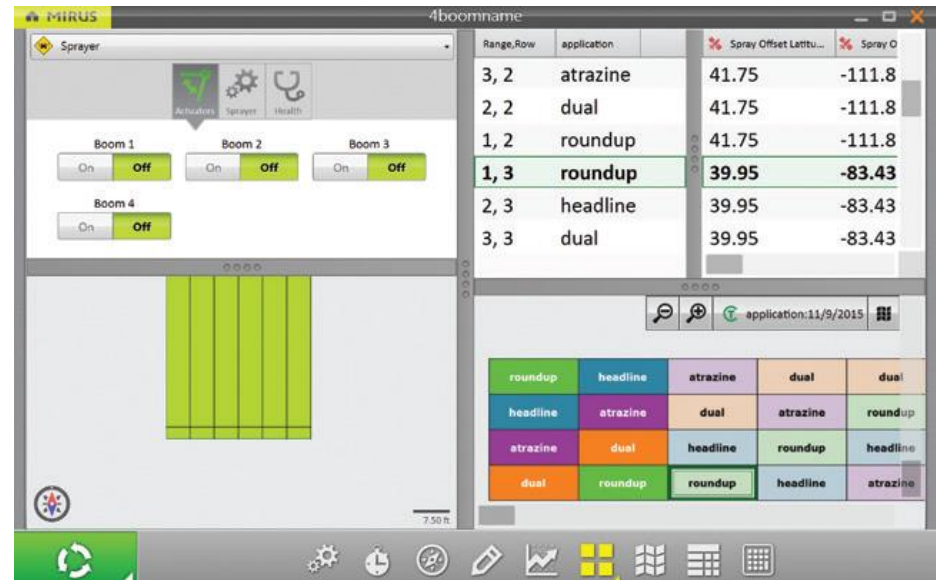 MIRUS
4boomname
Sprayer
Actuators Sprayer Health
Boom 1 Boom 2 Boom 3
On Off On Off On Off
Boom 4
On Off
7.50 ft
Range,Row application Spray Offset Latitu... Spray O
3, 2 atrazine 41.75 -111.8
2, 2 dual 41.75 -111.8
1, 2 roundup 41.75 -111.8
1, 3 roundup 39.95 -83.43
2, 3 headline 39.95 -83.43
3, 3 dual 39.95 -83.43
application:11/9/2015
roundup headline atrazine dual dual
headline atrazine dual atrazine roundup
atrazine dual headline roundup headline
dual roundup roundup headline atrazine